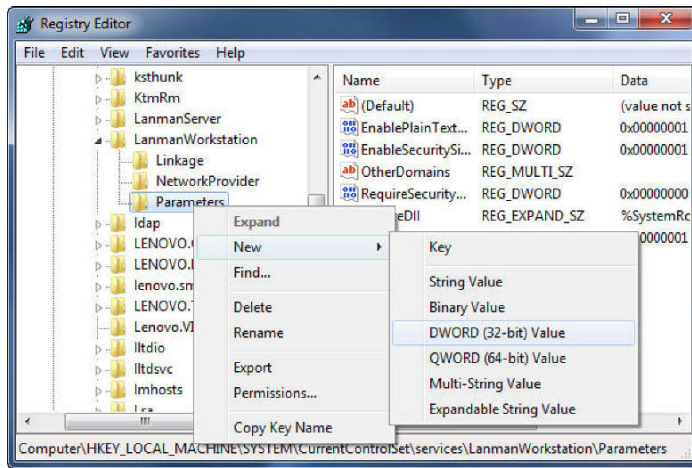 Registry Editor
File Edit View Favorites Help
ksthunk
KtmRm
LanmanServer
LanmanWorkstation
Linkage
NetworkProvider
Parameters
ldap
LENOVO.
LENOVO.
lenovo.sm
LENOVO.
Lenovo.VI
lltdio
lltdsvc
lmhosts
Lsa
Name Type Data
(Default) REG_SZ (value not s
EnablePlainText... REG_DWORD 0x00000001
EnableSecuritySi... REG_DWORD 0x00000001
OtherDomains REG_MULTI_SZ
RequireSecurity... REG_DWORD 0x00000000
eDll REG_EXPAND_SZ %SystemRo
0000001
Expand
New
Find...
Delete
Rename
Export
Permissions...
Copy Key Name
Key
String Value
Binary Value
DWORD (32-bit) Value
QWORD (64-bit) Value
Multi-String Value
Expandable String Value
Computer\HKEY_LOCAL_MACHINE\SYSTEM\CurrentControlSet\services\LanmanWorkstation\Parameters